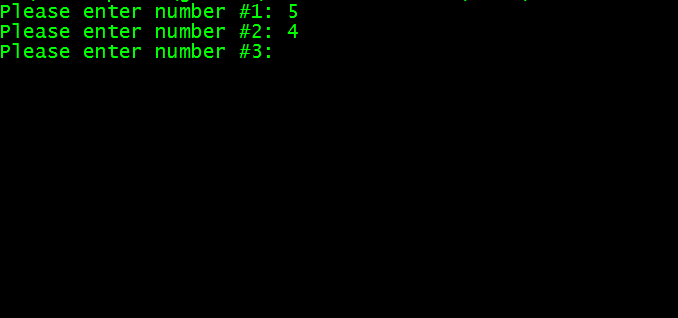 Please enter number #1: 5
Please enter number #2: 4
Please enter number #3: